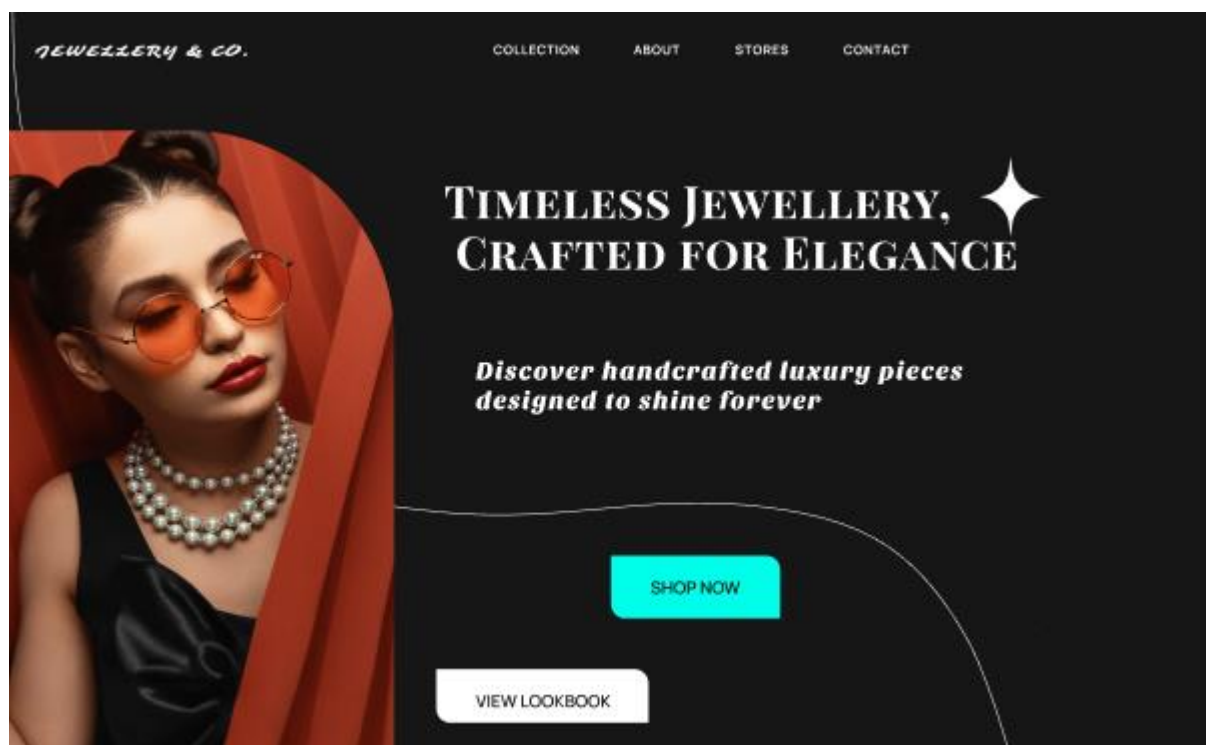 JEWELLERY & CO.
COLLECTION ABOUT STORES CONTACT
TIMELESS JEWELLERY,
CRAFTED FOR ELEGANCE
Discover handcrafted luxury pieces
designed to shine forever
SHOP NOW
VIEW LOOKBOOK